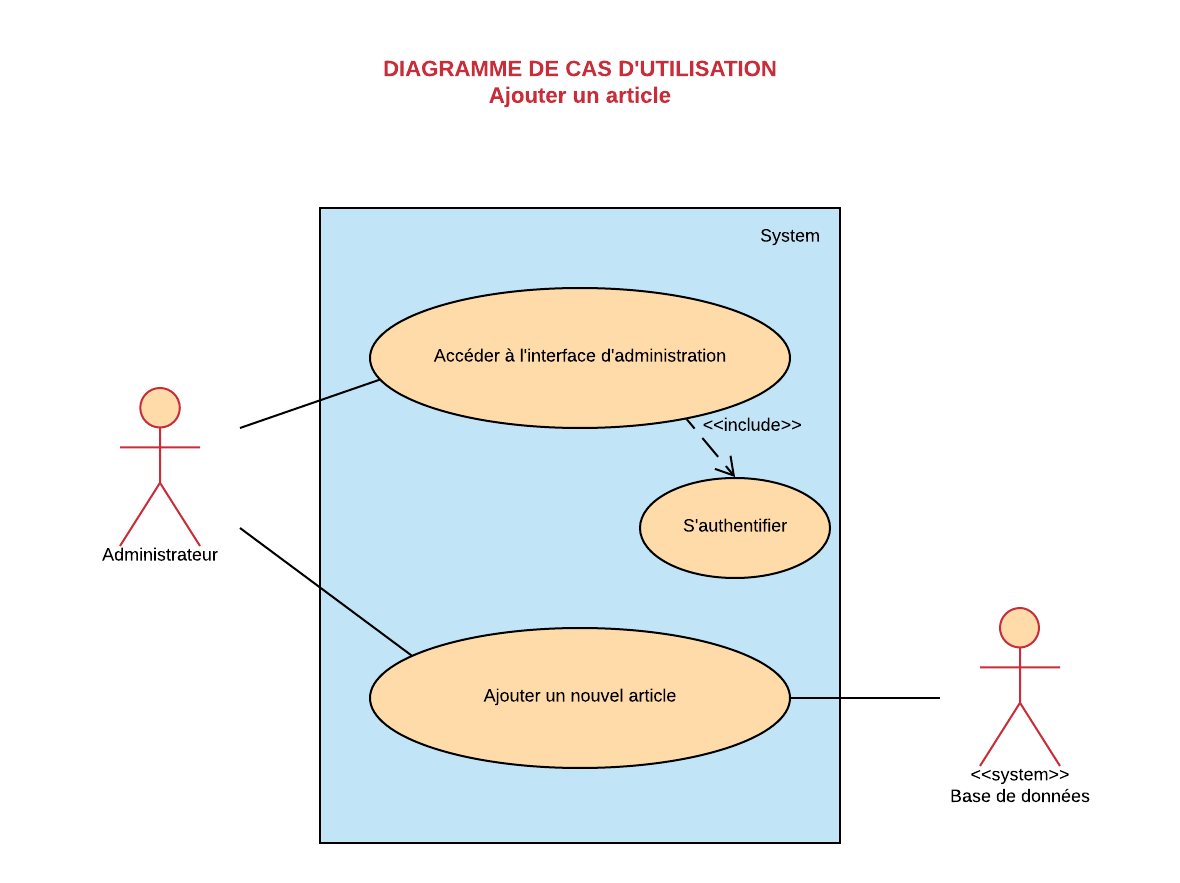 DIAGRAMME DE CAS D'UTILISATION
Ajouter un article
System
Accéder à l'interface d'administration
<<include>>
S'authentifier
Administrateur
Ajouter un nouvel article
<<system>>
Base de données